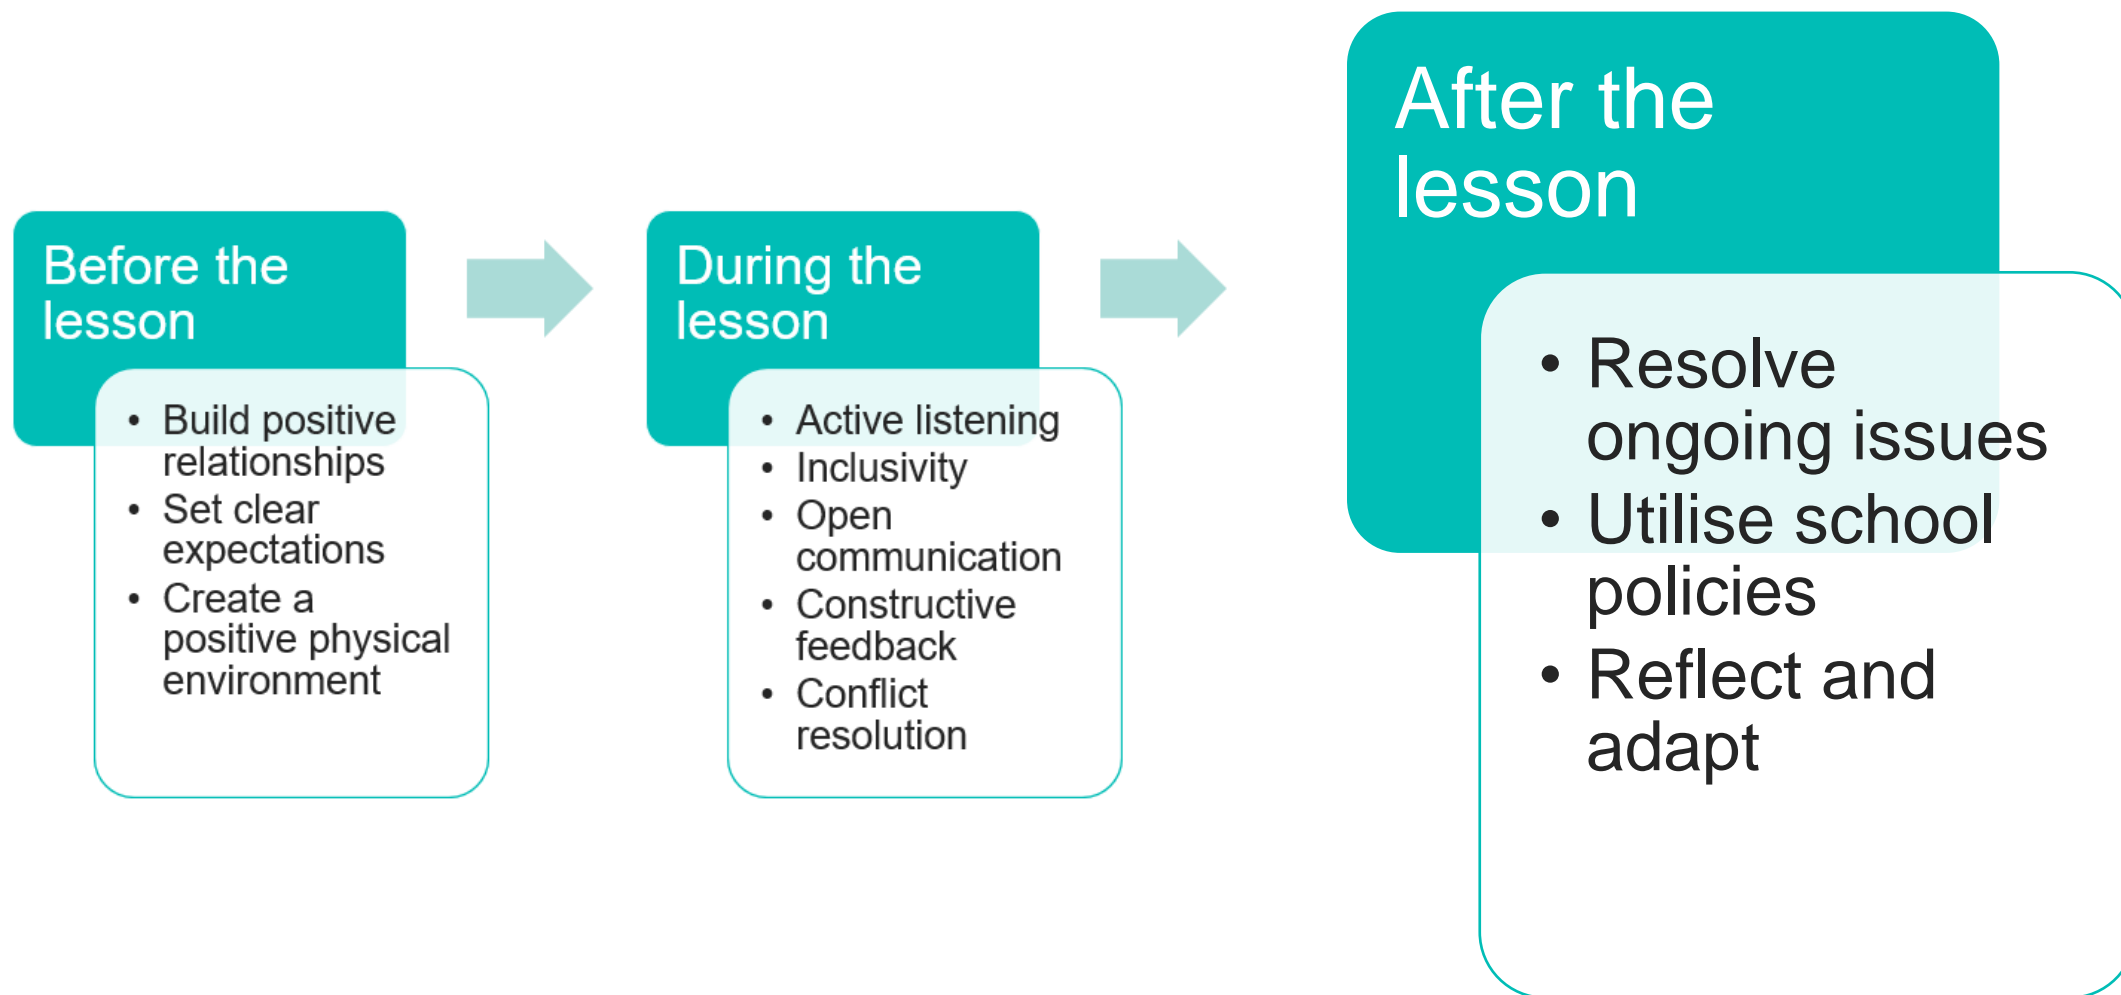 Before the
lesson
• Build positive
relationships
• Set clear
expectations
• Create a
positive physical
environment
During the
lesson
• Active listening
• Inclusivity
• Open
communication
• Constructive
feedback
• Conflict
resolution
After the
lesson
• Resolve
ongoing issues
• Utilise school
policies
• Reflect and
adapt